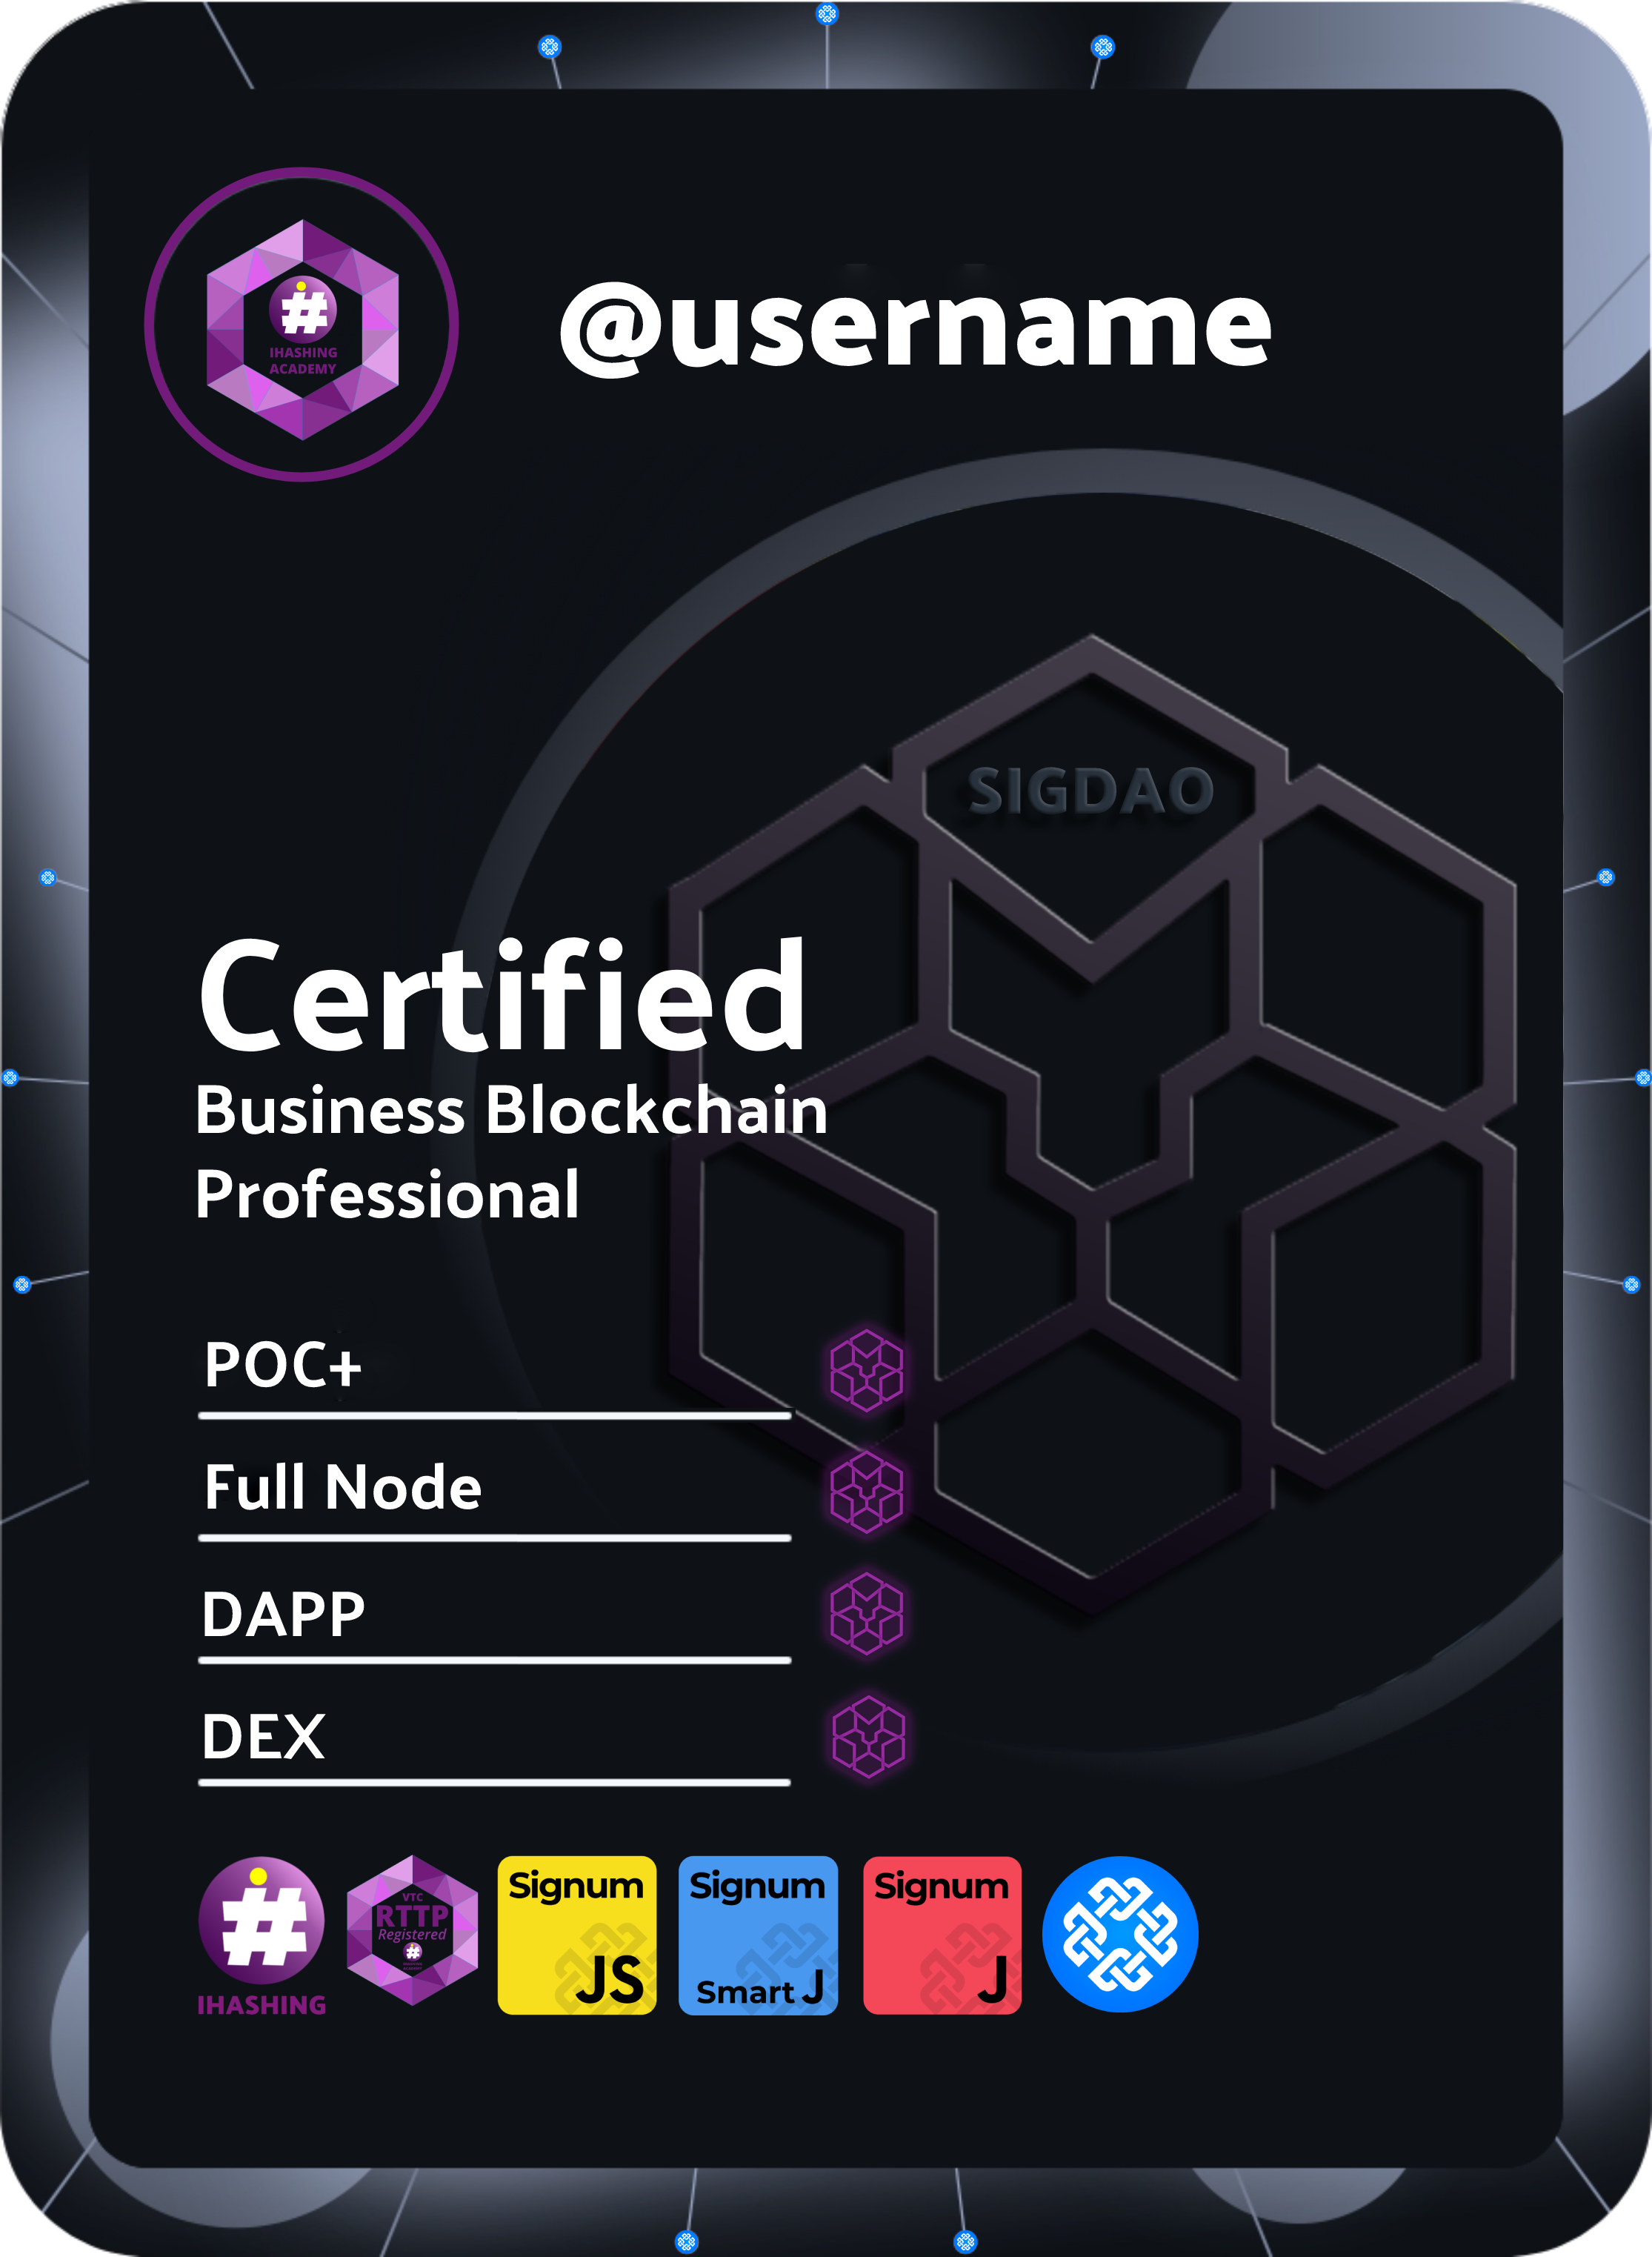 #
IHASHING
ACADEMY
@username
SIGDAO
Certified
Business Blockchain
Professional
POC+
Full Node
DAPP
DEX
#
IHASHING
VTC
RTTP
Registered
#
Signum
JS
Signum
Smart J
Signum
J